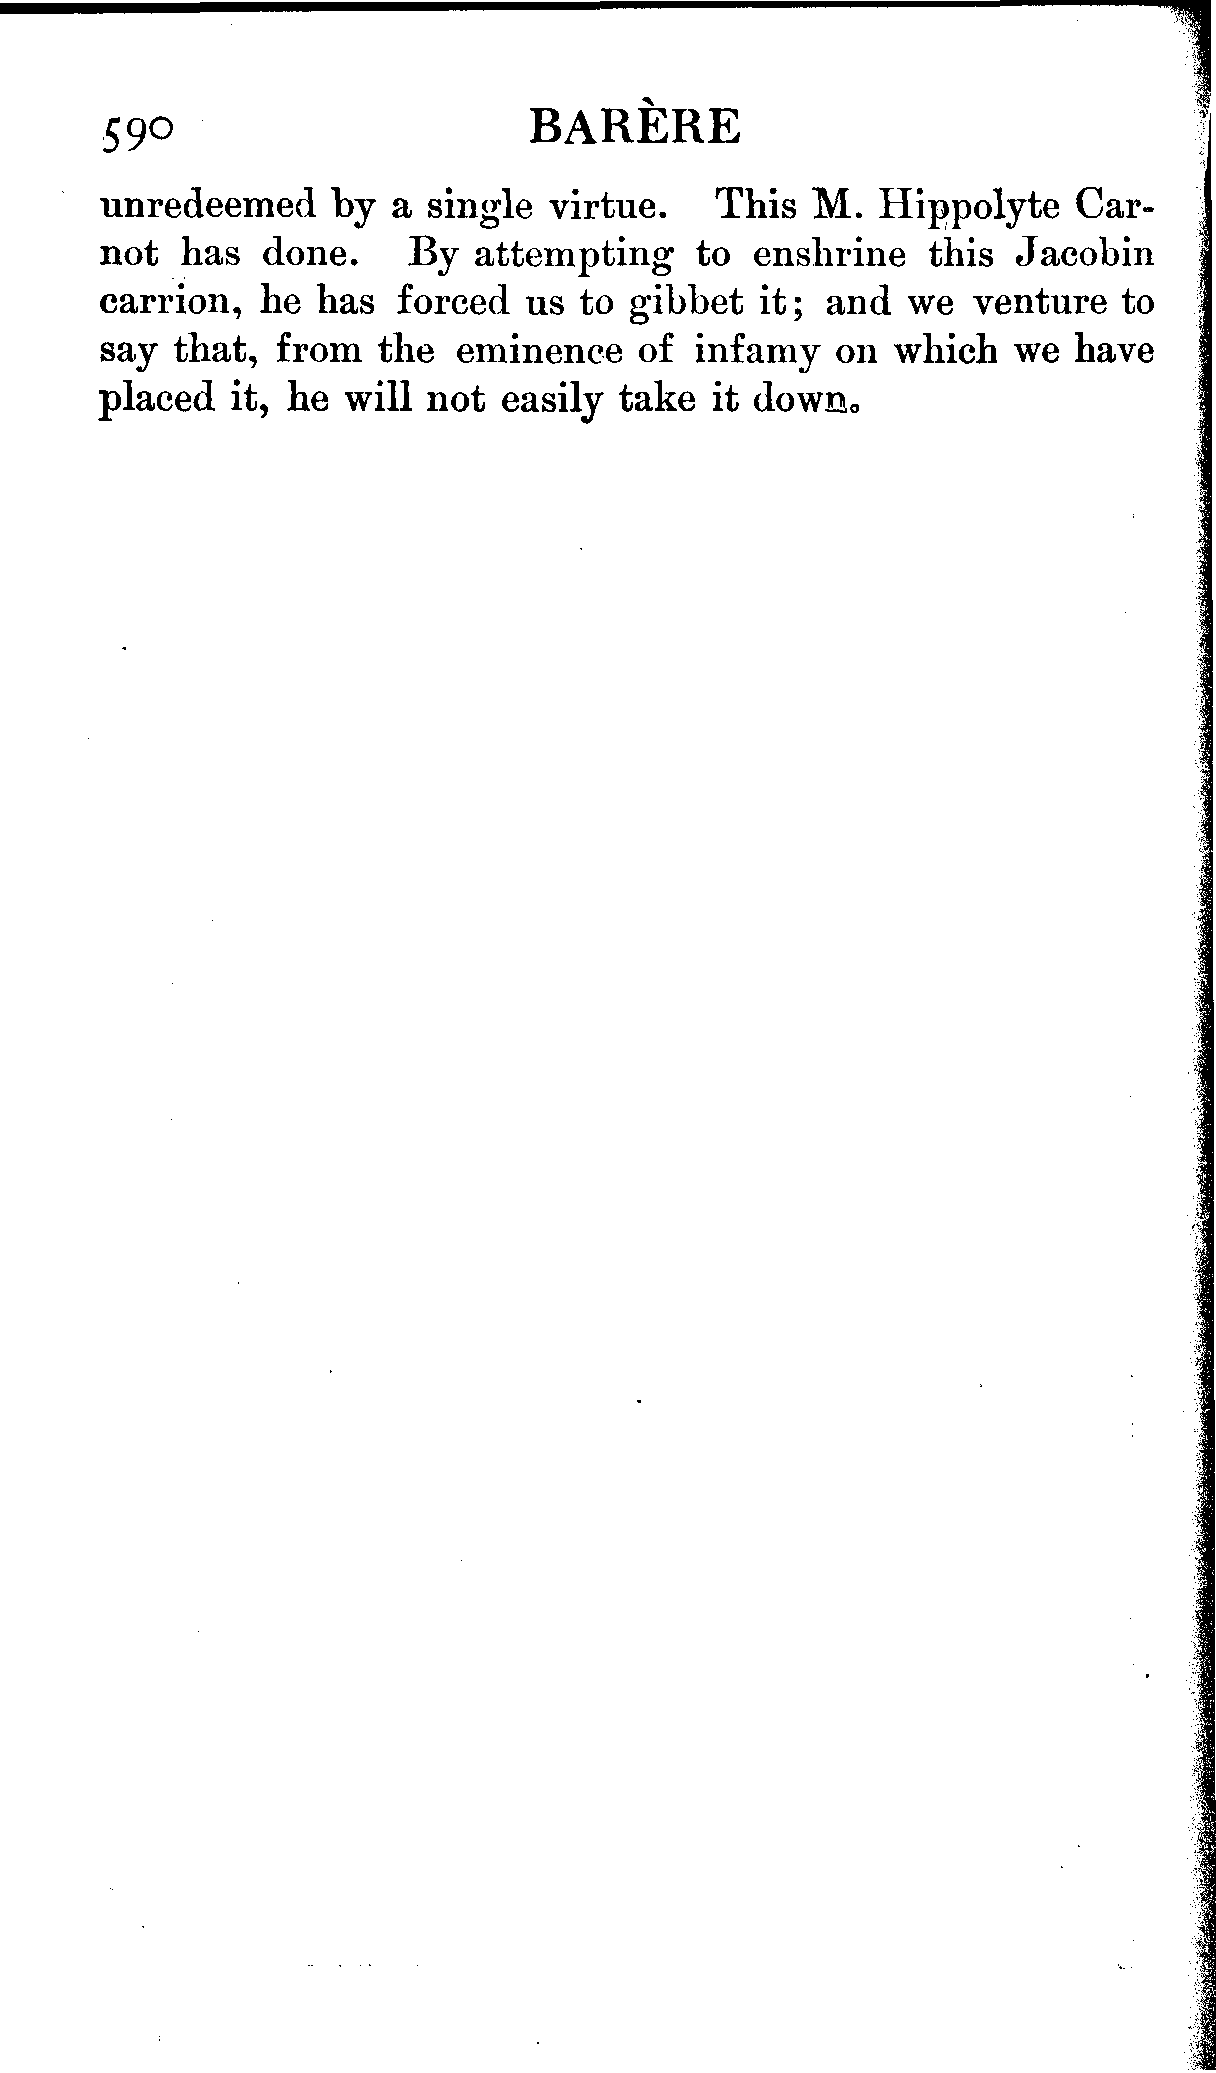 590 BARÈRE
unredeemed by a single virtue. This M. Hippolyte Car-
not has done. By attempting to enshrine this Jacobin
carrion, he has forced us to gibbet it; and we venture to
say that, from the eminence of infamy on which we have
placed it, he will not easily take it down.